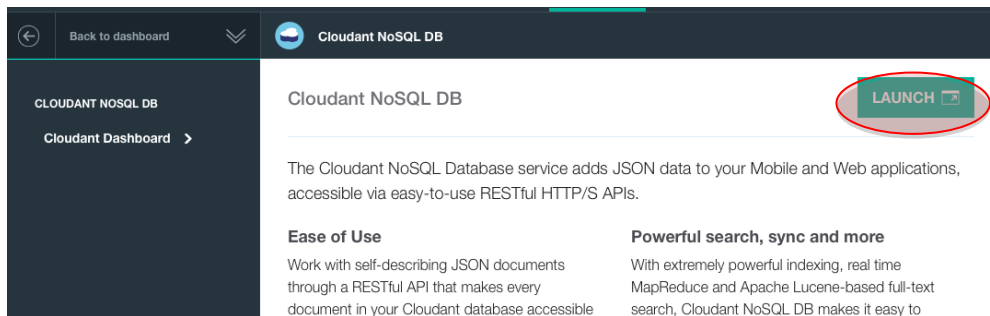 Back to dashboard
Cloudant NoSQL DB
CLOUDANT NOSQL DB
Cloudant Dashboard
Cloudant NoSQL DB
LAUNCH
The Cloudant NoSQL Database service adds JSON data to your Mobile and Web applications,
accessible via easy-to-use RESTful HTTP/S APIs.
Ease of Use
Work with self-describing JSON documents
through a RESTful API that makes every
document in your Cloudant database accessible
Powerful search, sync and more
With extremely powerful indexing, real time
MapReduce and Apache Lucene-based full-text
search, Cloudant NoSQL DB makes it easy to